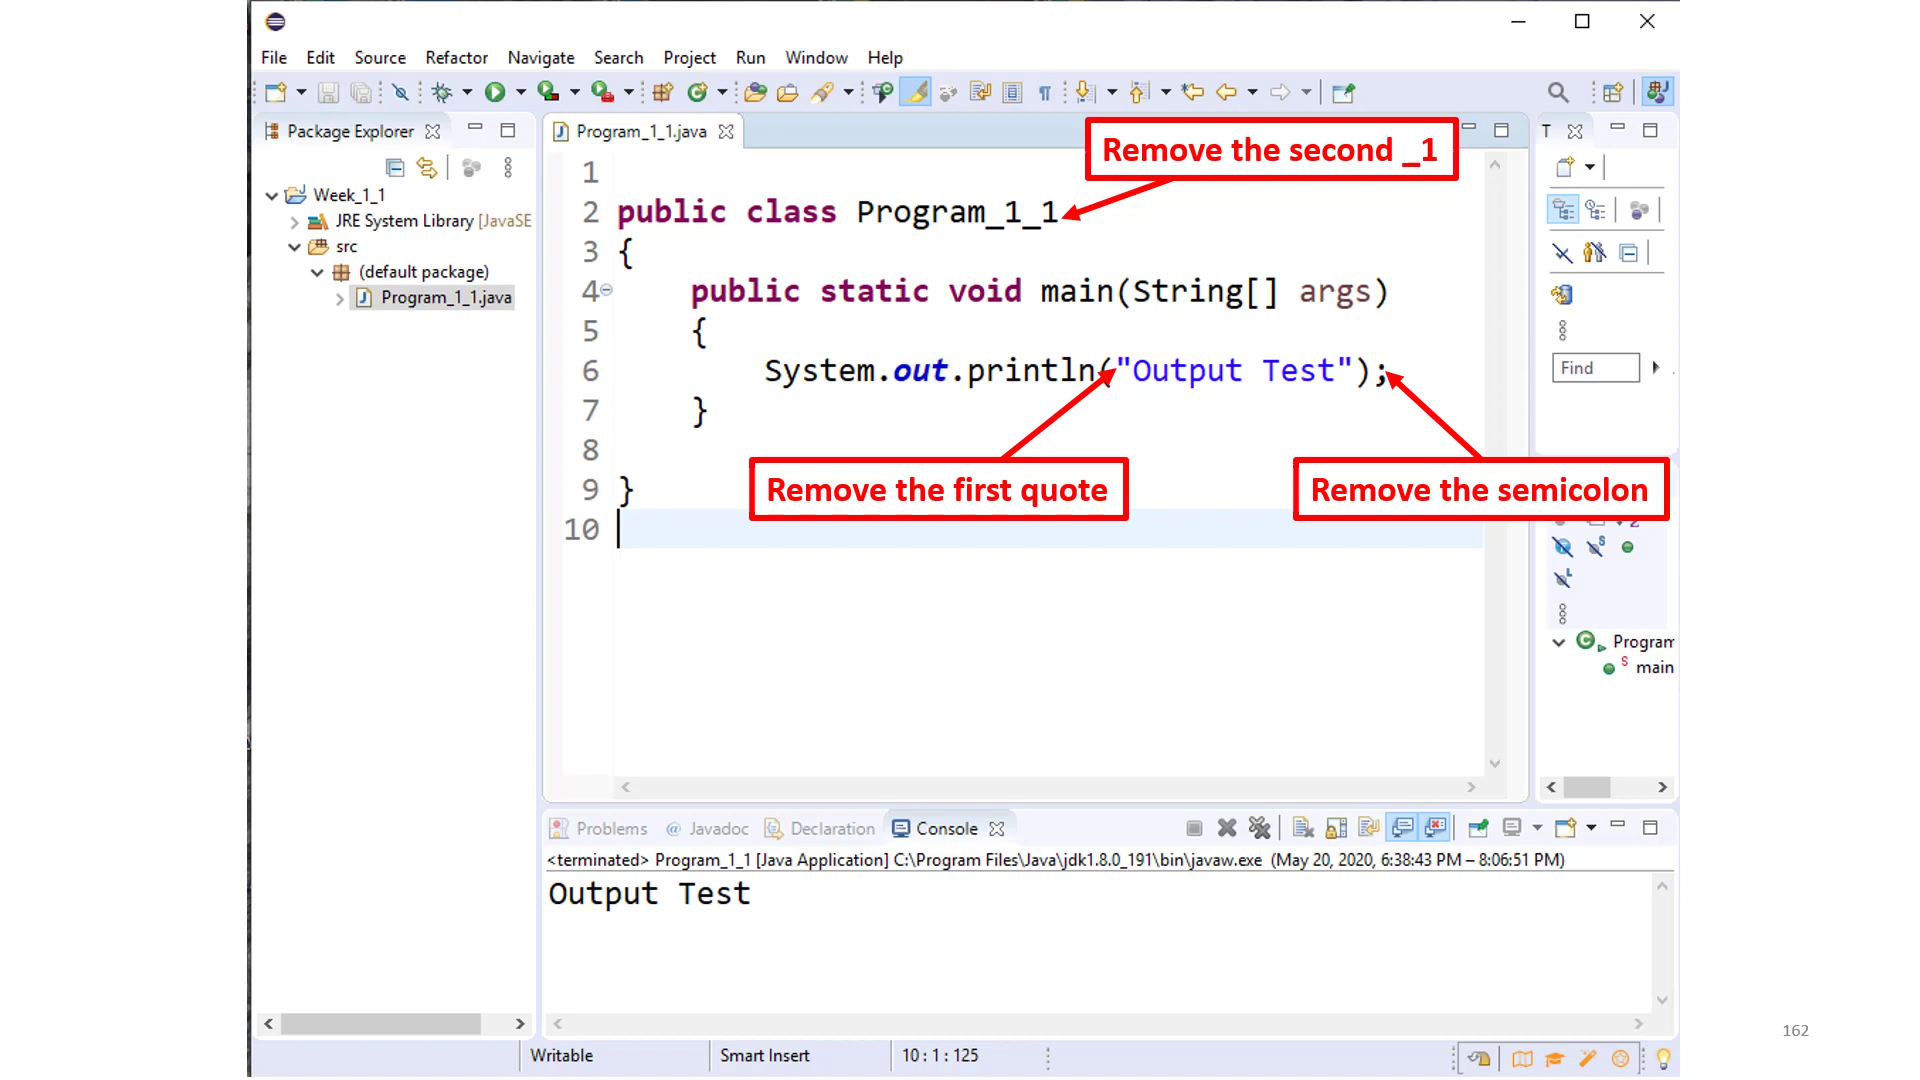 File Edit Source Refactor Navigate Search Project Run Window Help
Package Explorer
Program_1_1.java
T
Remove the second _1
Week_1_1
JRE System Library [JavaSE
src
(default package)
Program_1_1.java
1
2 public class Program_1_1
3 {
4 public static void main(String[] args)
5 {
6 System.out.println("Output Test");
7 }
8
9 }
10
Remove the first quote
Remove the semicolon
Find
Program
main
Problems @ Javadoc Declaration Console
<terminated> Program_1_1 [Java Application] C:\Program Files\Java\jdk1.8.0_191\bin\javaw.exe (May 20, 2020, 6:38:43 PM – 8:06:51 PM)
Output Test
Writable Smart Insert 10 : 1 : 125
162